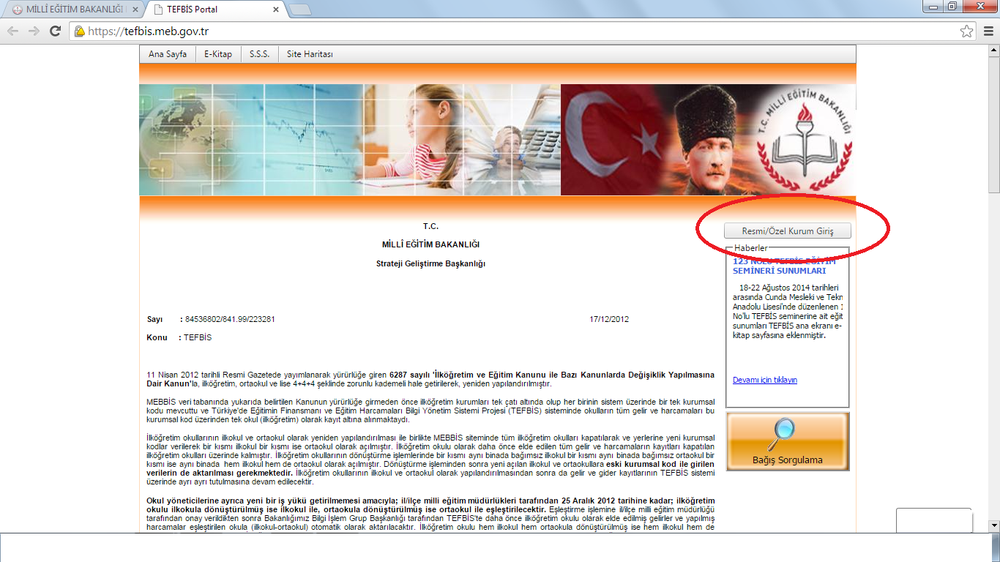 MİLLÎ EĞİTİM BAKANLIĞI
TEFBİS Portal
https://tefbis.meb.gov.tr
Ana Sayfa
E-Kitap
S.S.S.
Site Haritası
T.C. MİLLÎ EĞİTİM BAKANLIĞI
T.C.
MİLLÎ EĞİTİM BAKANLIĞI
Strateji Geliştirme Başkanlığı
Sayı : 84536802/841.99/223281 17/12/2012
Konu : TEFBİS
11 Nisan 2012 tarihli Resmi Gazetede yayımlanarak yürürlüğe giren 6287 sayılı 'İlköğretim ve Eğitim Kanunu ile Bazı Kanunlarda Değişiklik Yapılmasına
Dair Kanun'la, ilköğretim, ortaokul ve lise 4+4+4 şeklinde zorunlu kademeli hale getirilerek, yeniden yapılandırılmıştır.
MEBBİS veri tabanında yukarıda belirtilen Kanunun yürürlüğe girmeden önce ilköğretim kurumları tek çatı altında olup her birinin sistem üzerinde bir tek kurumsal
kodu mevcuttu ve Türkiye'de Eğitimin Finansmanı ve Eğitim Harcamaları Bilgi Yönetim Sistemi Projesi (TEFBİS) sisteminde okulların tüm gelir ve harcamaları bu
kurumsal kod üzerinden tek okul (ilköğretim) olarak kayıt altına alınmaktaydı.
İlköğretim okullarının ilkokul ve ortaokul olarak yeniden yapılandırılması ile birlikte MEBBİS siteminde tüm ilköğretim okulları kapatılarak ve yerlerine yeni kurumsal
kodlar verilerek bir kısmı ilkokul bir kısmı ise ortaokul olarak açılmıştır. İlköğretim okulu olarak daha önce elde edilen tüm gelir ve harcamaların kayıtları kapatılan
ilköğretim okulları üzerinde kalmıştır. İlköğretim okullarının dönüştürme işlemlerinde bir kısmı aynı binada bağımsız ilkokul bir kısmı aynı binada bağımsız ortaokul bir
kısmı ise aynı binada hem ilkokul hem de ortaokul olarak açılmıştır. Dönüştürme işleminden sonra yeni açılan ilkokul ve ortaokullara eski kurumsal kod ile girilen
verilerin de aktarılması gerekmektedir. İlköğretim okullarının ilkokul ve ortaokul olarak yapılandırılmasından sonra da gelir ve gider kayıtlarının TEFBİS sistemi
üzerinde ayrı ayrı tutulmasına devam edilecektir.
Okul yöneticilerine ayrıca yeni bir iş yükü getirilmemesi amacıyla; il/ilçe milli eğitim müdürlükleri tarafından 25 Aralık 2012 tarihine kadar; ilköğretim
okulu ilkokula dönüştürülmüş ise ilkokul ile, ortaokula dönüştürülmüş ise ortaokul ile eşleştirilecektir. Eşleştirme işlemine il/ilçe milli eğitim müdürlüğü
tarafından onay verildikten sonra Bakanlığımız Bilgi İşlem Grup Başkanlığı tarafından TEFBİS'te daha önce ilköğretim okulu olarak elde edilmiş gelirler ve yapılmış
harcamalar eşleştirilen okula (ilkokul-ortaokul) otomatik olarak aktarılacaktır. İlköğretim okulu hem ilkokul hem ortaokula dönüştürülmüş ise hem ilkokul hem de
Resmi/Özel Kurum Giriş
Haberler
123 NOLU TEFBİS EĞİTİM
SEMİNERİ SUNUMLARI
18-22 Ağustos 2014 tarihleri
arasında Cunda Mesleki ve Tekn
Anadolu Lisesi'nde düzenlenen 1
No'lu TEFBİS seminerine ait eğit
sunumları TEFBİS ana ekranı e-
kitap sayfasına eklenmiştir.
Devamı için tıklayın
Bağış Sorgulama